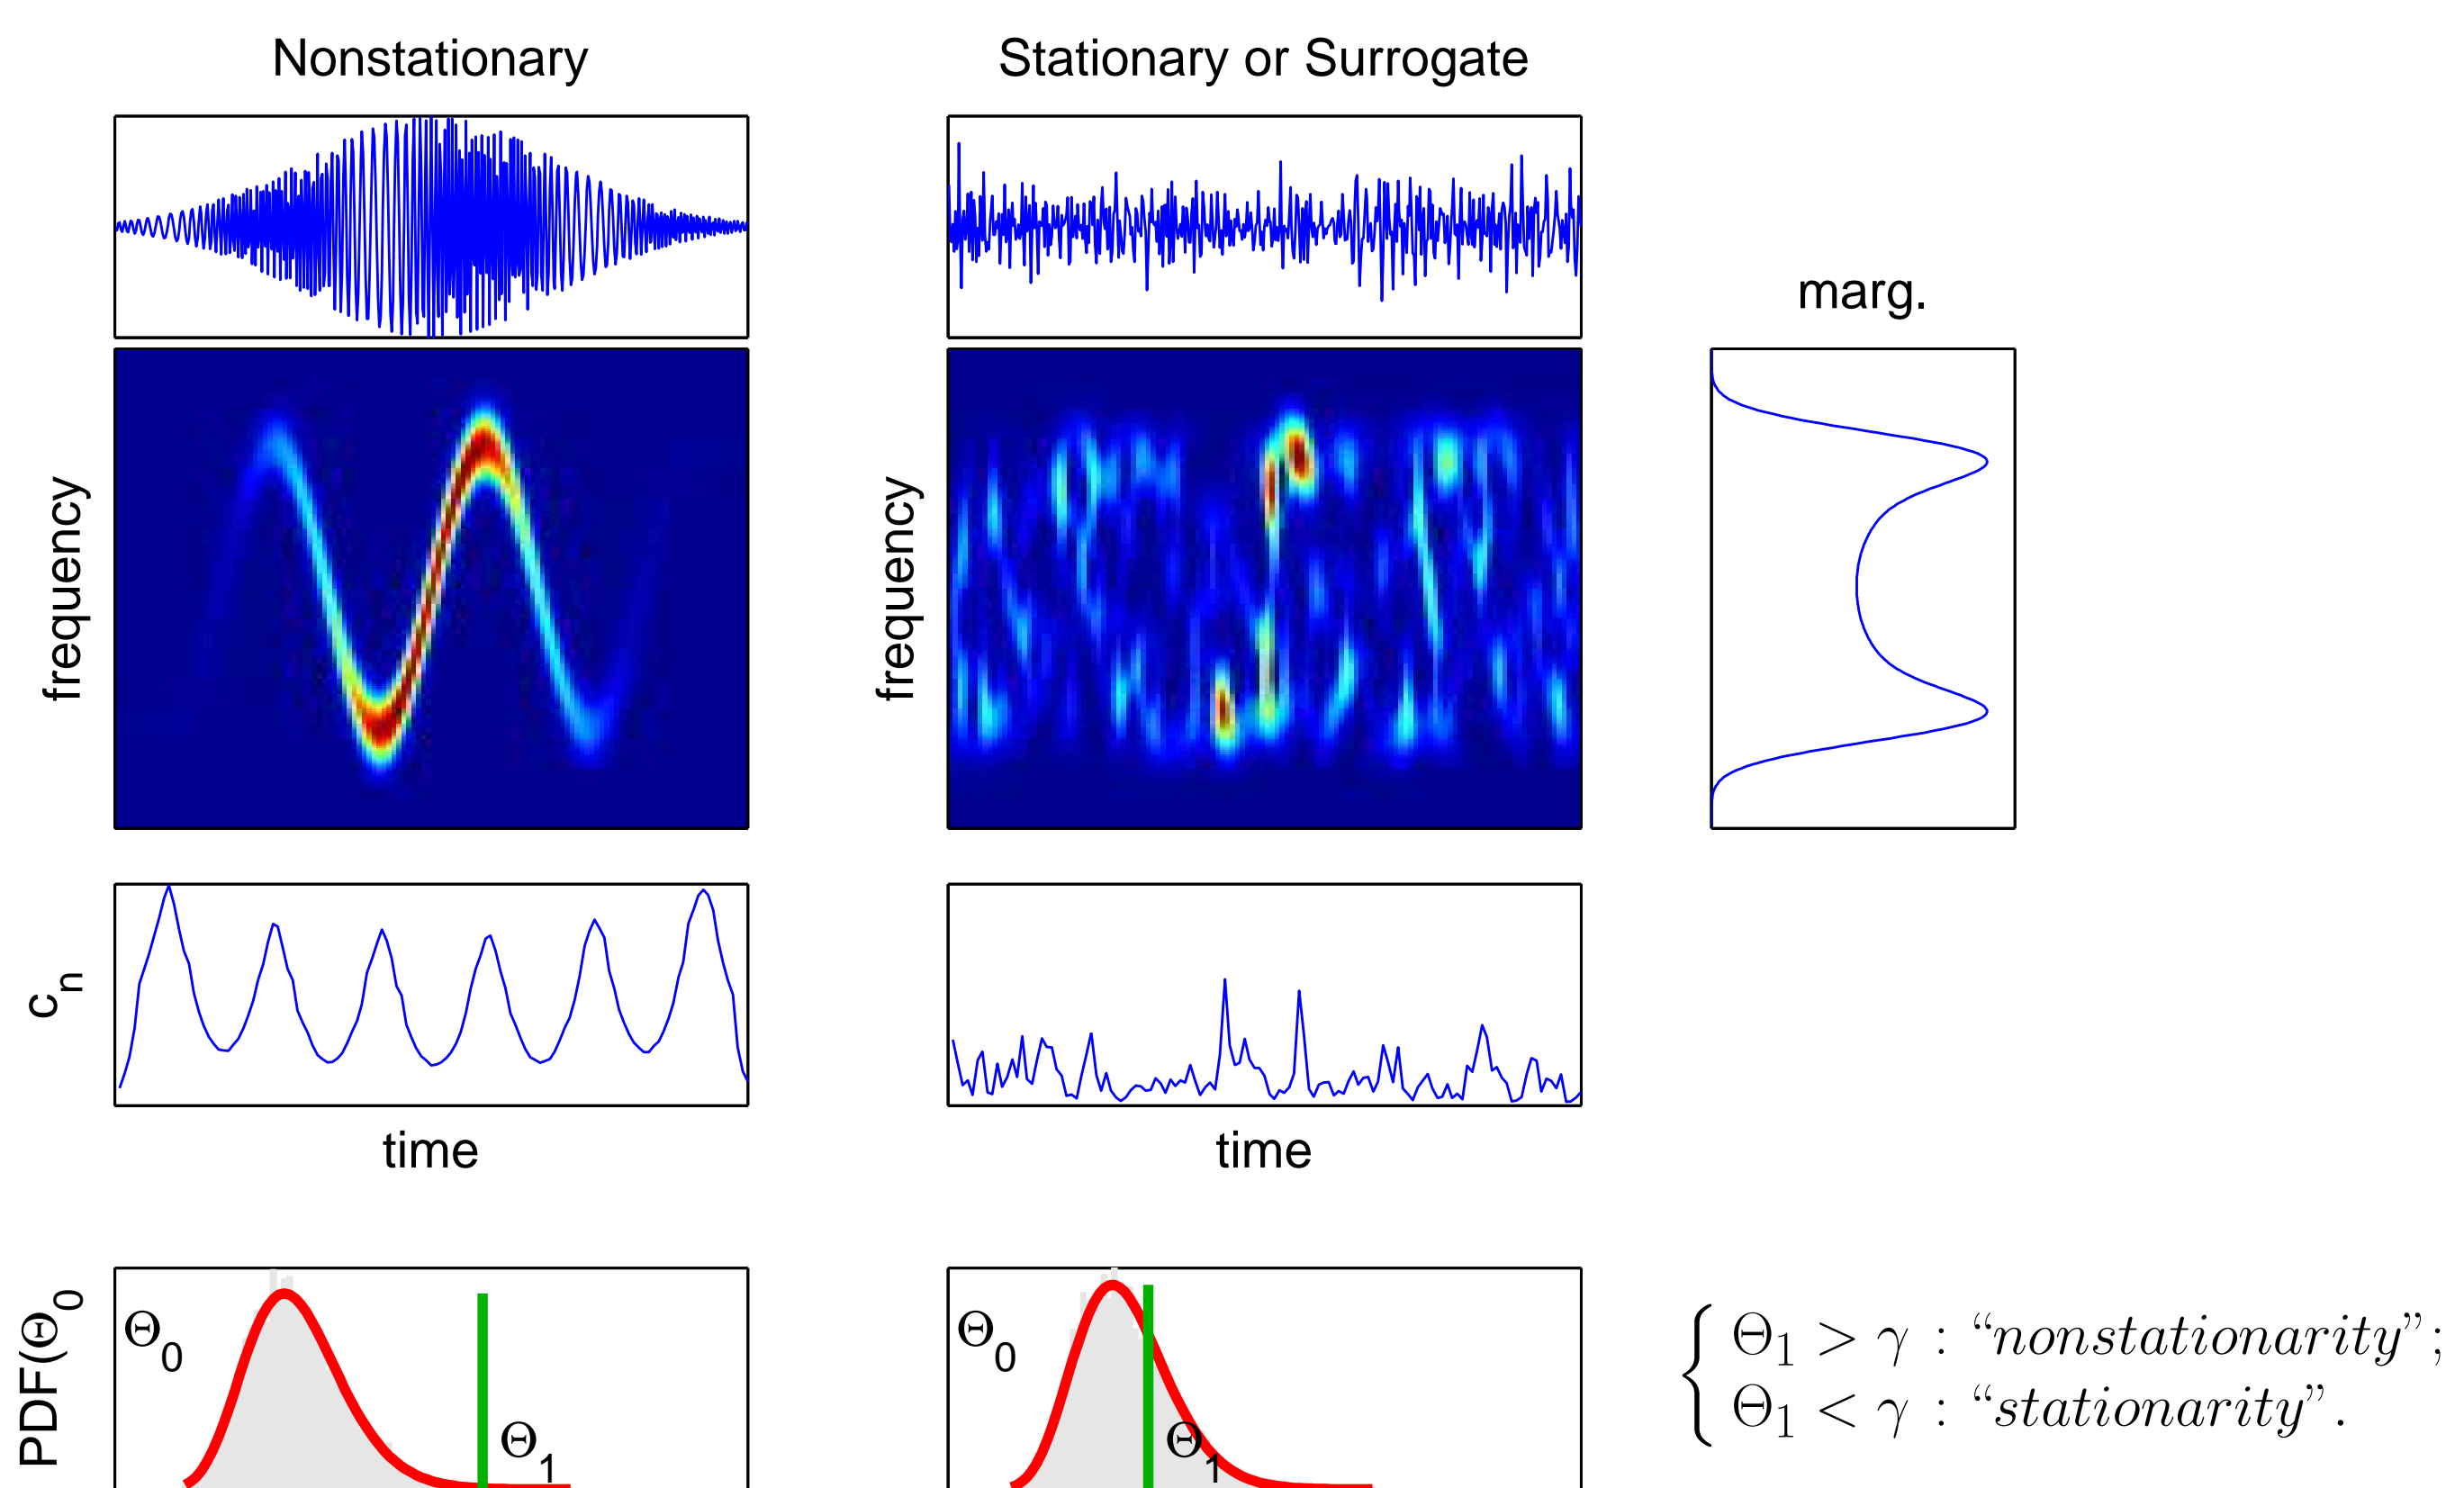 Nonstationary
Stationary or Surrogate
marg.
frequency
frequency
c_n
time
time
PDF(Θ_0
Θ_0
Θ_1
Θ_0
Θ_1
Θ_1 > γ : “nonstationarity”;
Θ_1 < γ : “stationarity”.